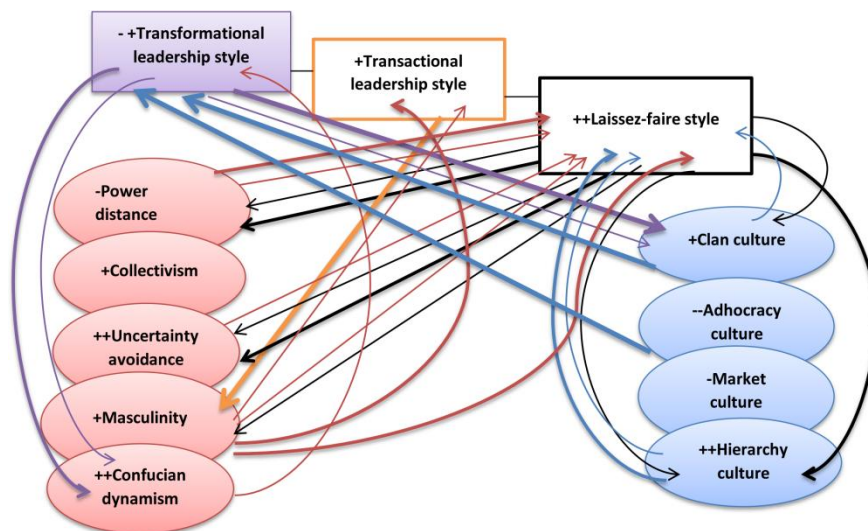 - +Transformational
leadership style
+Transactional
leadership style
++Laissez-faire style
-Power
distance
+Collectivism
++Uncertainty
avoidance
+Masculinity
++Confucian
dynamism
+Clan culture
--Adhocracy
culture
-Market
culture
++Hierarchy
culture